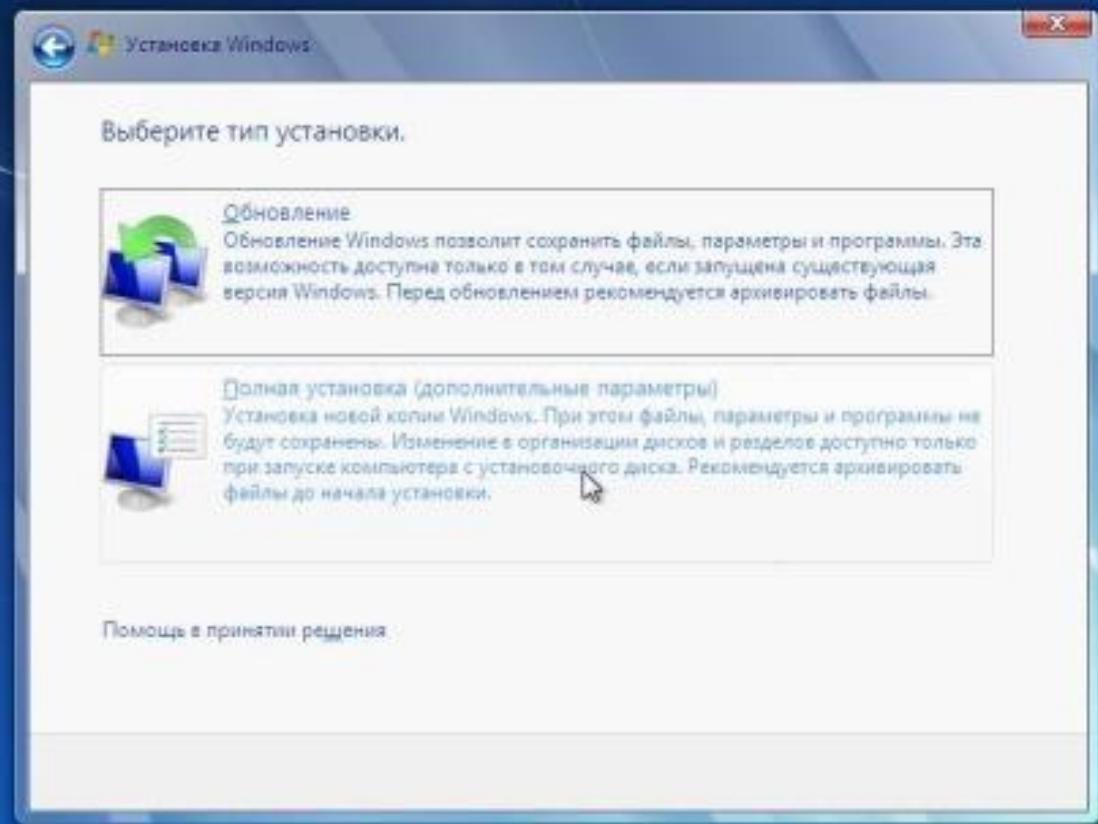 Установка Windows
Выберите тип установки.
Обновление
Обновление Windows позволит сохранить файлы, параметры и программы. Эта
возможность доступна только в том случае, если запущена существующая
версия Windows. Перед обновлением рекомендуется архивировать файлы.
Полная установка (дополнительные параметры)
Установка новой копии Windows. При этом файлы, параметры и программы не
будут сохранены. Изменение в организации дисков и разделов доступно только
при запуске компьютера с установочного диска. Рекомендуется архивировать
файлы до начала установки.
Помощь в принятии решения